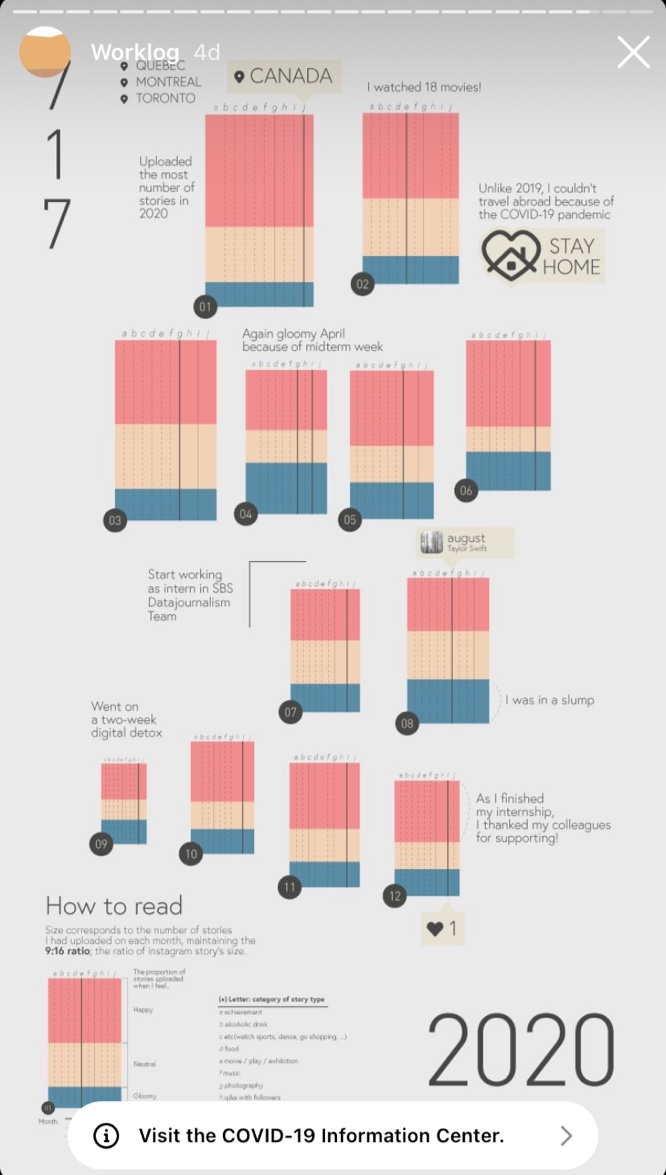 Worklog 4d
7
1
7
QUEBEC
MONTREAL
TORONTO
CANADA
a b c d e f g h i j
Uploaded
the most
number of
stories in
2020
01
I watched 18 movies!
a b c d e f g h i j
02
Unlike 2019, I couldn't
travel abroad because of
the COVID-19 pandemic
STAY
HOME
a b c d e f g h i j
03
Again gloomy April
because of midterm week
a b c d e f g h i j
04
a b c d e f g h i j
05
a b c d e f g h i j
06
Start working
as intern in SBS
Datajournalism
Team
a b c d e f g h i j
07
august
Taylor Swift
a b c d e f g h i j
08
I was in a slump
Went on
a two-week
digital detox
a b c d e f g h i j
09
a b c d e f g h i j
10
a b c d e f g h i j
11
a b c d e f g h i j
12
As I finished
my internship,
I thanked my colleagues
for supporting!
1
How to read
Size corresponds to the number of stories
I had uploaded on each month, maintaining the
9:16 ratio; the ratio of instagram story's size.
a b c d e f g h i j
The proportion of
stories uploaded
when I feel..
Happy
Neutral
Gloomy
01
Month
(*) Letter: category of story type
a achievement
b alcoholic drink
c etc(watch sports, dance, go shopping, ...)
d food
e movie / play / exhibition
f music
g photography
h q&a with followers
2020
Visit the COVID-19 Information Center.